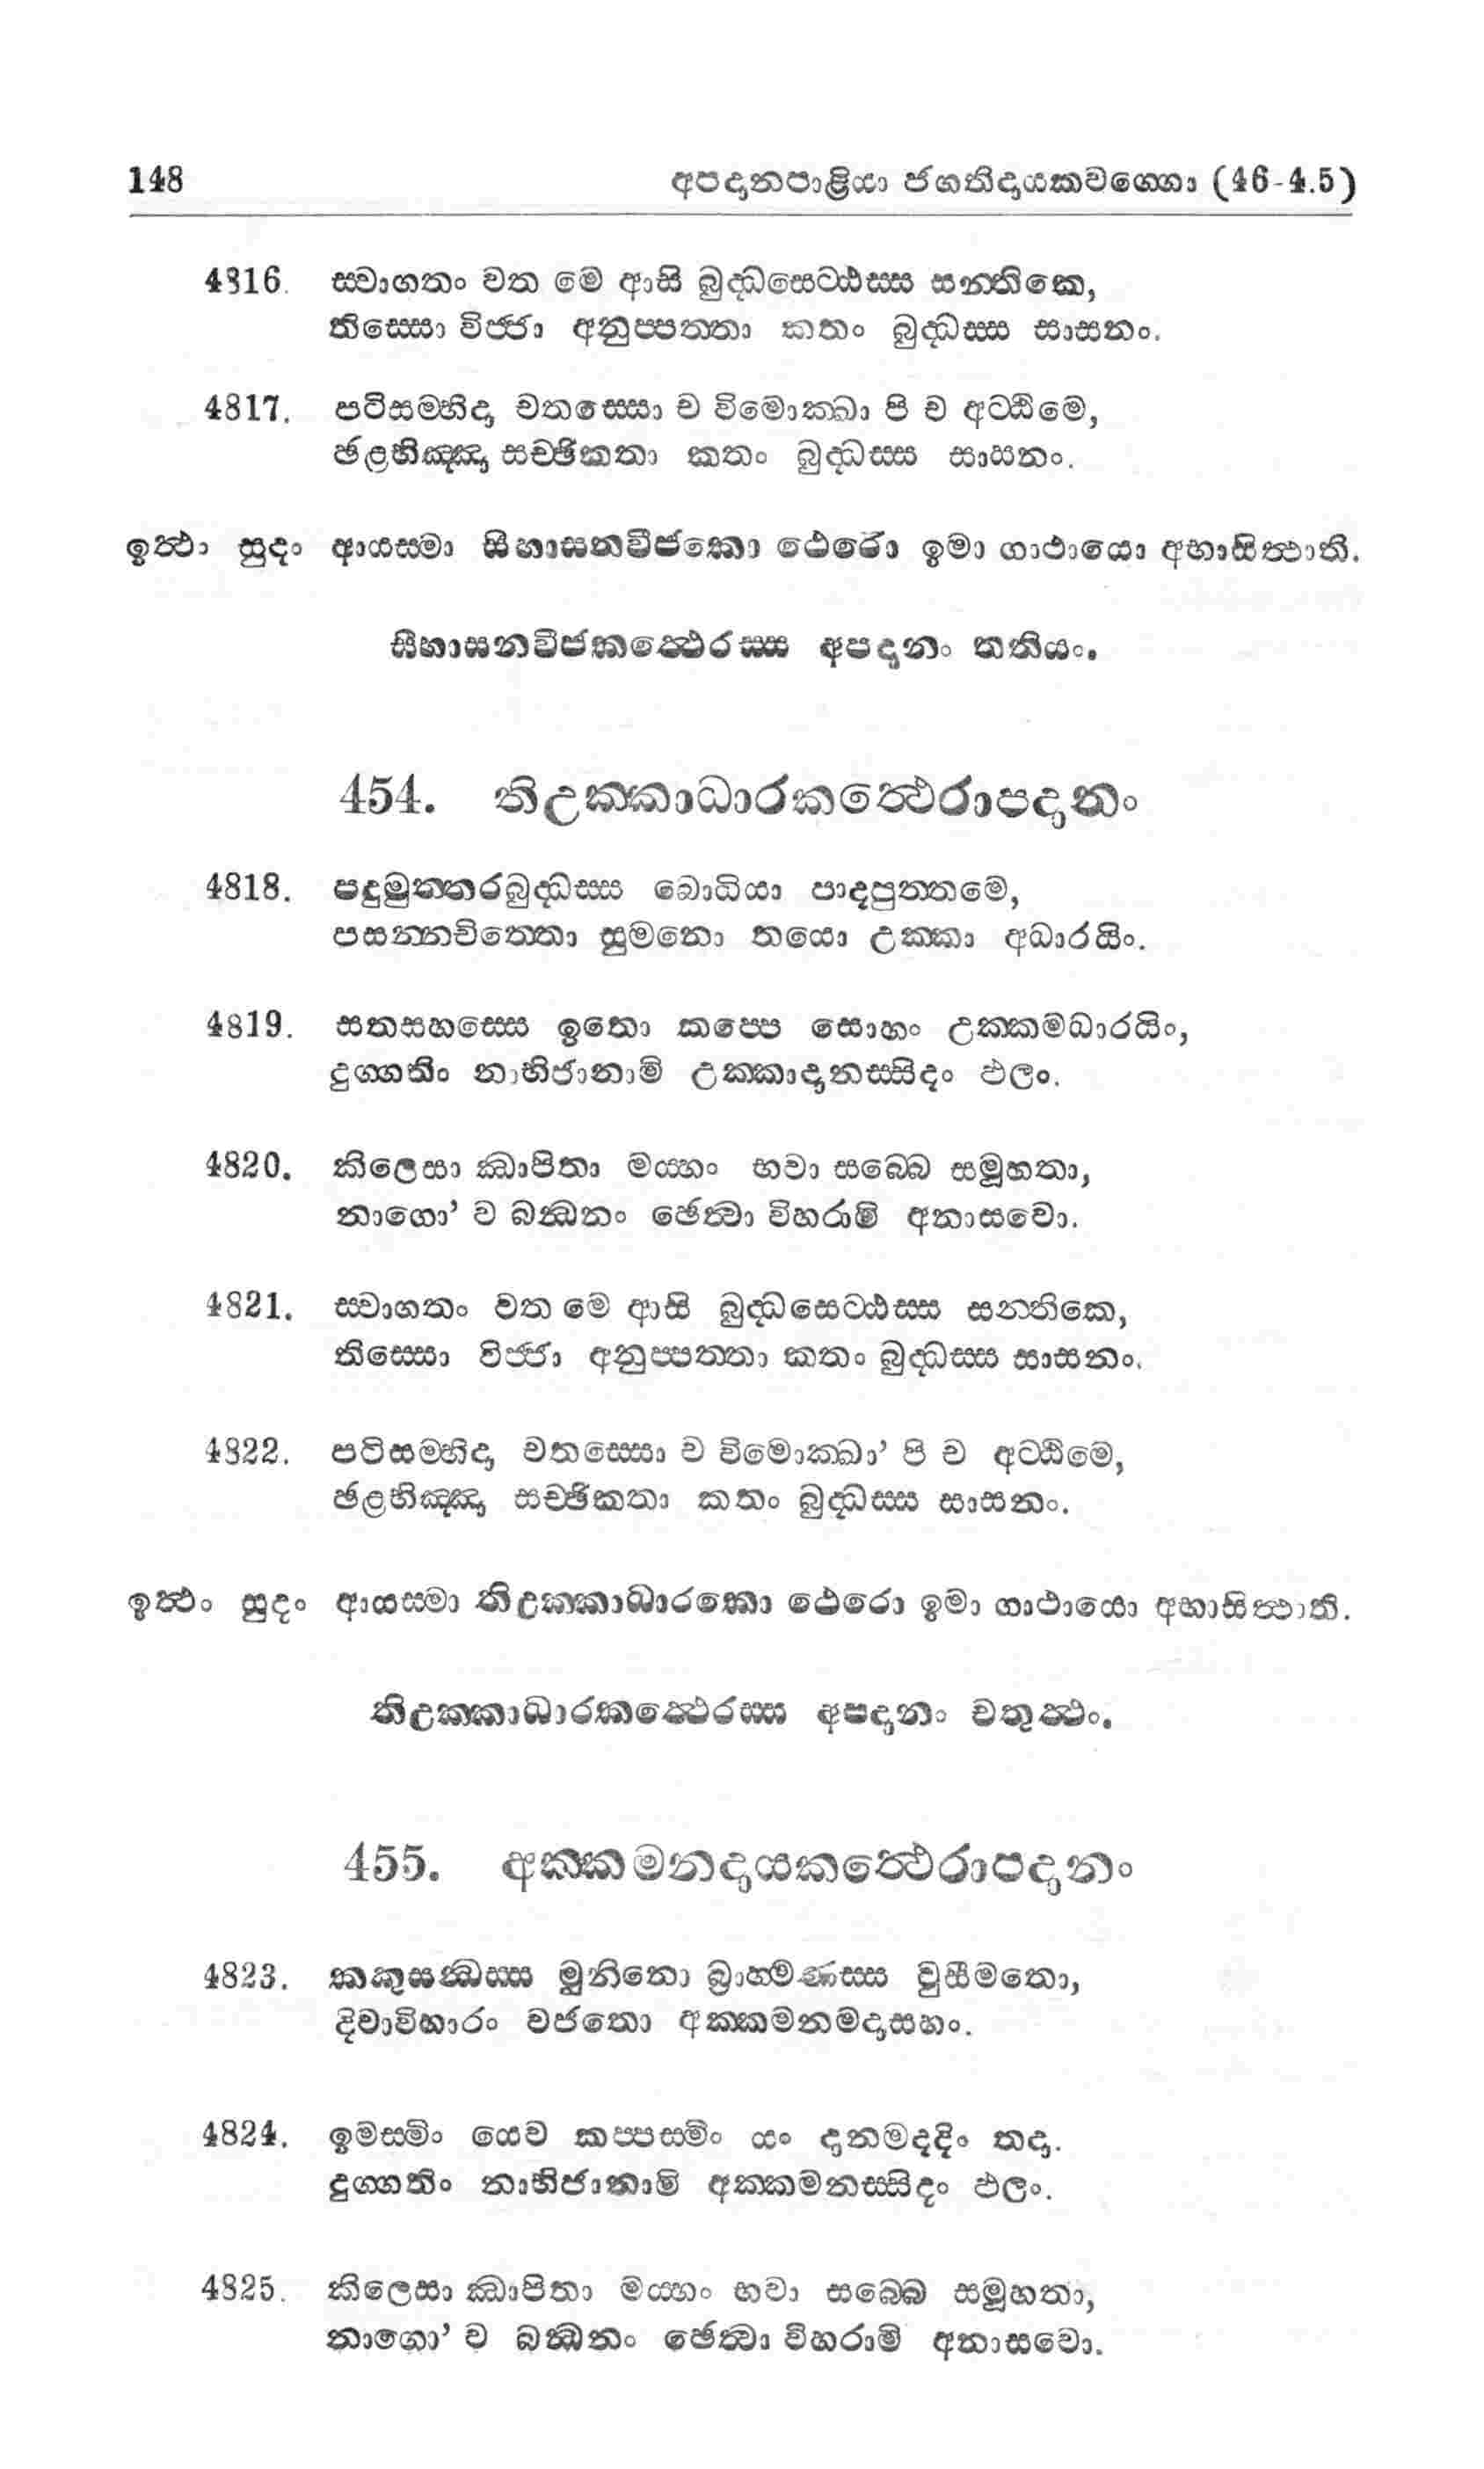 148 අපදානපාළියා ජගතිදායකවග්ගො (46-4.5)
4816. ස්වාගතං වත මේ ආසි බුද්ධසෙට්ඨස්ස සන්තිකෙ,
තිස්සො විජ්ජා අනුප්පත්තා කතං බුද්ධස්ස සාසනං.
4817. පටිසම්භිදා චතස්සො ච විමොක්ඛා පි ච අට්ඨිමෙ,
ඡළභිඤ්ඤා සච්ඡිකතා කතං බුද්ධස්ස සාසනං.
ඉත්ථා සුදං ආයස්මා සීහාසනවීජකො ථෙරො ඉමා ගාථායො අභාසිත්ථාති.
සීහාසනවීජකත්ථෙරස්ස අපදානං තතියං.
454. තිඋක්කාධාරකත්ථෙරාපදානං
4818. පදුමුත්තරබුද්ධස්ස බොධියා පාදපුත්තමෙ,
පසන්නචිත්තො සුමනො තයො උක්කා අධාරයිං.
4819. සතසහස්සෙ ඉතො කප්පෙ සොහං උක්කමධාරයිං,
දුග්ගතිං නාභිජානාමි උක්කාදානස්සිදං ඵලං.
4820. කිලෙසා ඣාපිතා මය්හං භවා සබ්බෙ සමූහතා,
නාගො’ ව බන්ධනං ඡෙත්වා විහරාමි අනාසවො.
4821. ස්වාගතං වත මෙ ආසි බුද්ධසෙට්ඨස්ස සන්තිකෙ,
තිස්සො විජ්ජා අනුප්පත්තා කතං බුද්ධස්ස සාසනං.
4822. පටිසම්භිදා චතස්සො ච විමොක්ඛා’ පි ච අට්ඨිමෙ,
ඡළභිඤ්ඤා සච්ඡිකතා කතං බුද්ධස්ස සාසනං.
ඉත්ථං සුදං ආයස්මා තිඋක්කාධාරකො ථෙරො ඉමා ගාථායො අභාසිත්ථාති.
තිඋක්කාධාරකත්ථෙරස්ස අපදානං චතුත්ථං.
455. අක්කමනදායකත්ථෙරාපදානං
4823. කකුසන්ධස්ස මුනිනො බ්‍රාහ්මණස්ස වුසීමතො,
දිවාවිහාරං වජතො අක්කමනමදාසහං.
4824. ඉමස්මිං යෙව කප්පස්මිං යං දානමදදිං තදා.
දුග්ගතිං නාභිජානාමි අක්කමනස්සිදං ඵලං.
4825. කිලෙසා ඣාපිතා මය්හං භවා සබ්බෙ සමූහතා,
නාගො’ ව බන්ධනං ඡෙත්වා විහරාමි අනාසවො.